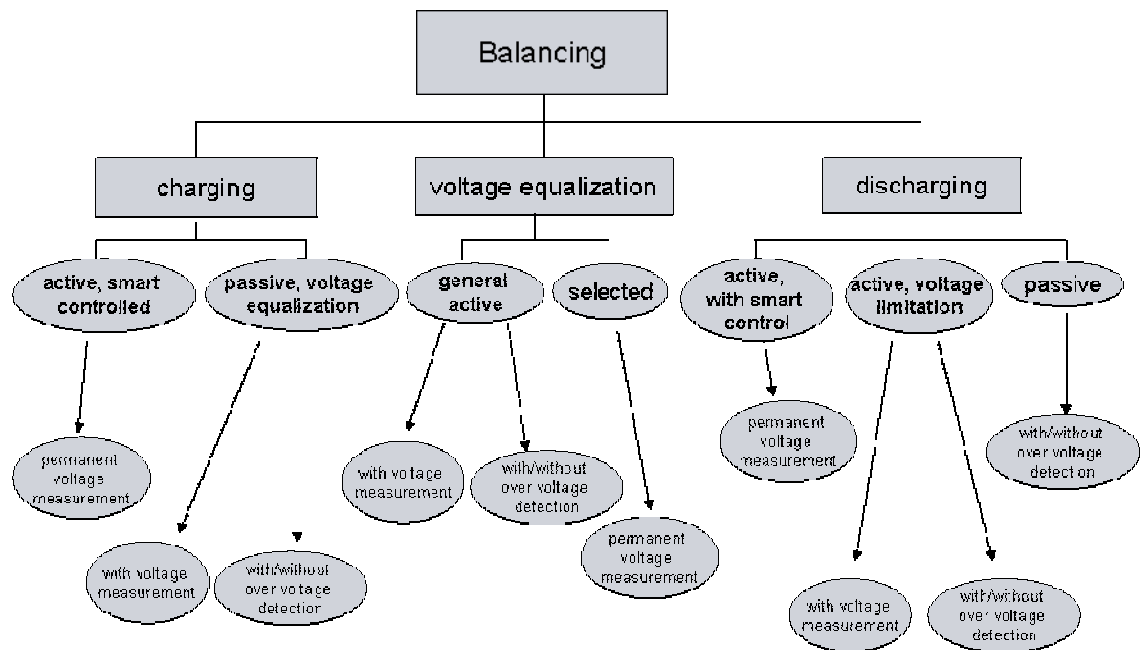 Balancing
charging
voltage equalization
discharging
active, smart
controlled
passive, voltage
equalization
general
active
selected
active,
with smart
control
active, voltage
limitation
passive
permanent
voltage
measurement
with voltage
measurement
with/without
over votage
detection
with voltage
measurement
with/without
over voltage
detection
permanent
voltage
measurement
permanent
voltage
measurement
with voltage
measurement
with/without
over voltage
detection
with/without
over voltage
detection